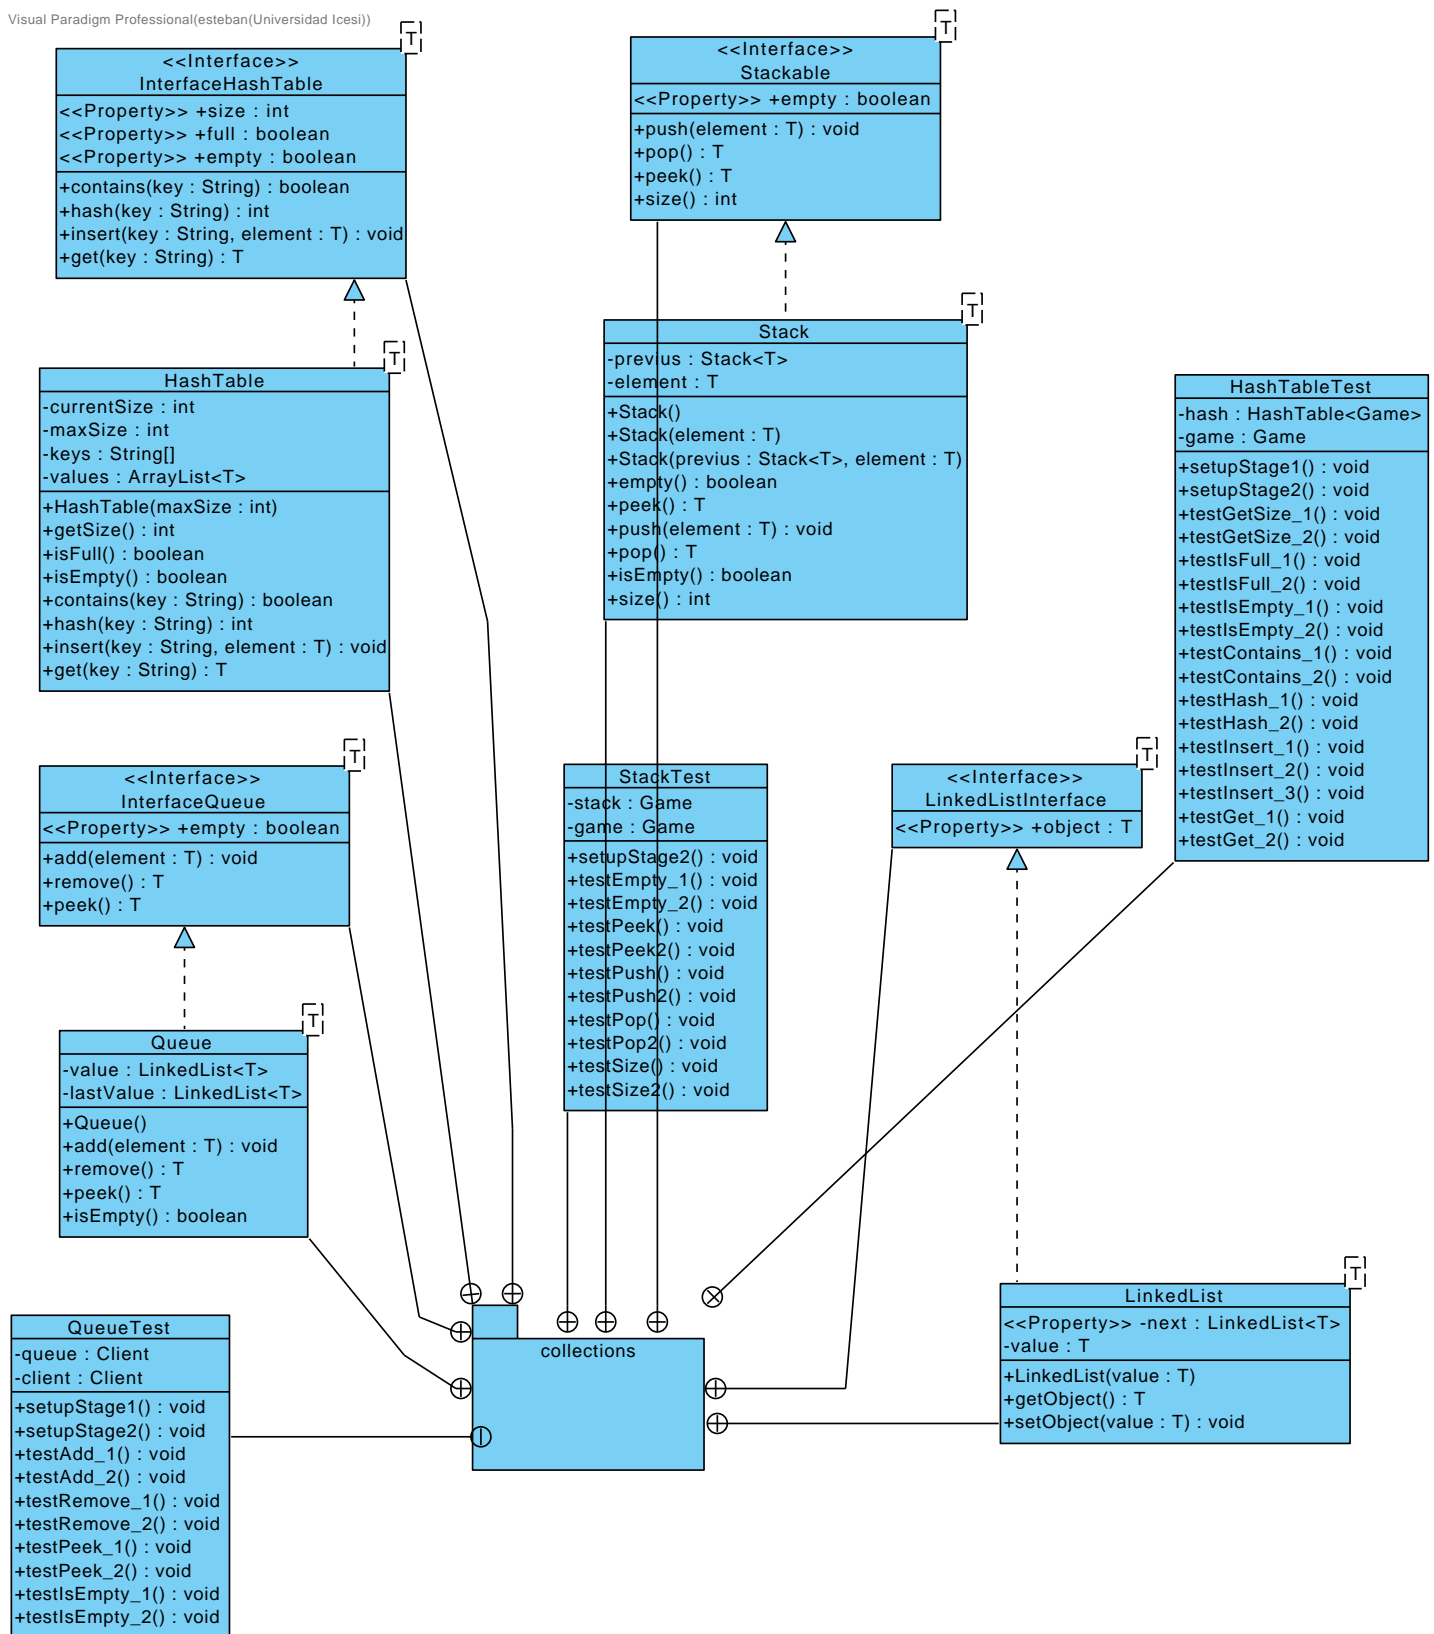 Visual Paradigm Professional(esteban(Universidad Icesi))
T
<<Interface>>
InterfaceHashTable
<<Property>> +size : int
<<Property>> +full : boolean
<<Property>> +empty : boolean
+contains(key : String) : boolean
+hash(key : String) : int
+insert(key : String, element : T) : void
+get(key : String) : T
T
<<Interface>>
Stackable
<<Property>> +empty : boolean
+push(element : T) : void
+pop() : T
+peek() : T
+size() : int
T
HashTable
-currentSize : int
-maxSize : int
-keys : String[]
-values : ArrayList<T>
+HashTable(maxSize : int)
+getSize() : int
+isFull() : boolean
+isEmpty() : boolean
+contains(key : String) : boolean
+hash(key : String) : int
+insert(key : String, element : T) : void
+get(key : String) : T
T
Stack
-previus : Stack<T>
-element : T
+Stack()
+Stack(element : T)
+Stack(previus : Stack<T>, element : T)
+empty() : boolean
+peek() : T
+push(element : T) : void
+pop() : T
+isEmpty() : boolean
+size() : int
HashTableTest
-hash : HashTable<Game>
-game : Game
+setupStage1() : void
+setupStage2() : void
+testGetSize_1() : void
+testGetSize_2() : void
+testIsFull_1() : void
+testIsFull_2() : void
+testIsEmpty_1() : void
+testIsEmpty_2() : void
+testContains_1() : void
+testContains_2() : void
+testHash_1() : void
+testHash_2() : void
+testInsert_1() : void
+testInsert_2() : void
+testInsert_3() : void
+testGet_1() : void
+testGet_2() : void
T
<<Interface>>
InterfaceQueue
<<Property>> +empty : boolean
+add(element : T) : void
+remove() : T
+peek() : T
StackTest
-stack : Game
-game : Game
+setupStage2() : void
+testEmpty_1() : void
+testEmpty_2() : void
+testPeek() : void
+testPeek2() : void
+testPush() : void
+testPush2() : void
+testPop() : void
+testPop2() : void
+testSize() : void
+testSize2() : void
T
<<Interface>>
LinkedListInterface
<<Property>> +object : T
T
Queue
-value : LinkedList<T>
-lastValue : LinkedList<T>
+Queue()
+add(element : T) : void
+remove() : T
+peek() : T
+isEmpty() : boolean
T
LinkedList
<<Property>> -next : LinkedList<T>
-value : T
+LinkedList(value : T)
+getObject() : T
+setObject(value : T) : void
QueueTest
-queue : Client
-client : Client
+setupStage1() : void
+setupStage2() : void
+testAdd_1() : void
+testAdd_2() : void
+testRemove_1() : void
+testRemove_2() : void
+testPeek_1() : void
+testPeek_2() : void
+testIsEmpty_1() : void
+testIsEmpty_2() : void
collections